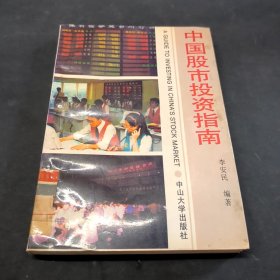 中国股市投资指南
A GUIDE TO INVESTING IN CHINA'S STOCK MARKET
李安民 编著
中山大学出版社